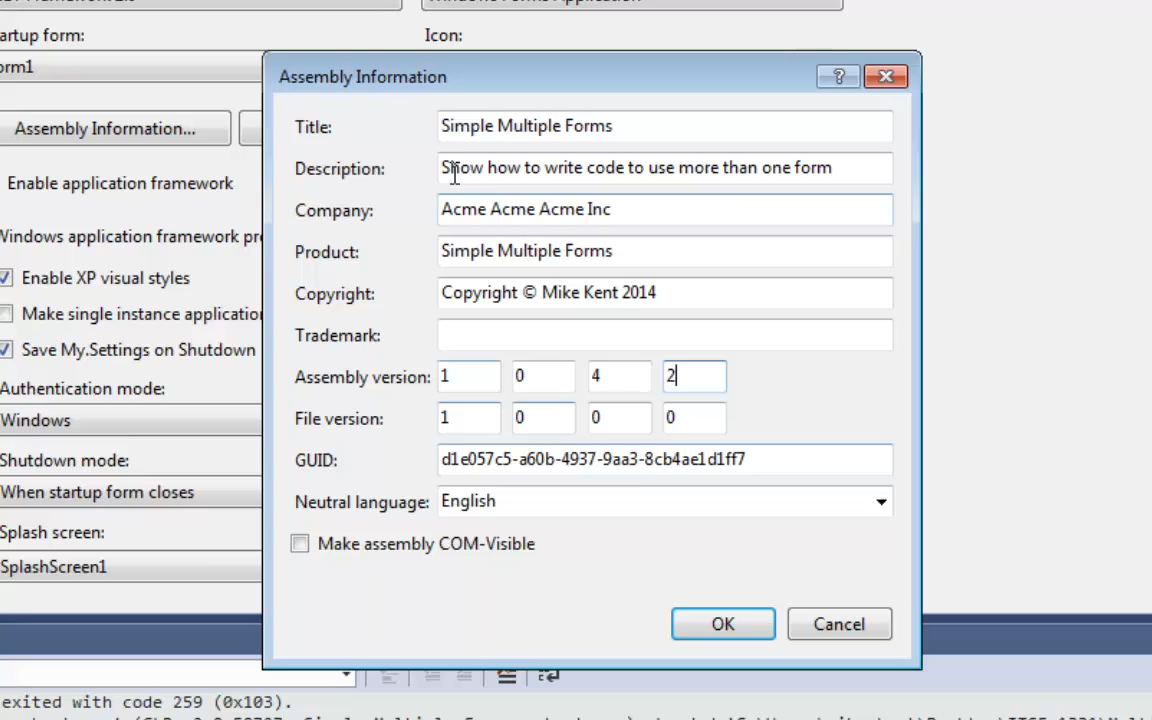 artup form:
Icon:
orm1
Assembly Information
Assembly Information...
Title: Simple Multiple Forms
Description: Show how to write code to use more than one form
Enable application framework
Company: Acme Acme Acme Inc
Windows application framework pr
Product: Simple Multiple Forms
Enable XP visual styles
Copyright: Copyright © Mike Kent 2014
Make single instance applicatio
Trademark:
Save My.Settings on Shutdown
Assembly version: 1 0 4 2
Authentication mode:
File version: 1 0 0 0
Windows
GUID: d1e057c5-a60b-4937-9aa3-8cb4ae1d1ff7
Shutdown mode:
When startup form closes
Neutral language: English
Splash screen:
Make assembly COM-Visible
SplashScreen1
OK Cancel
exited with code 259 (0x103).